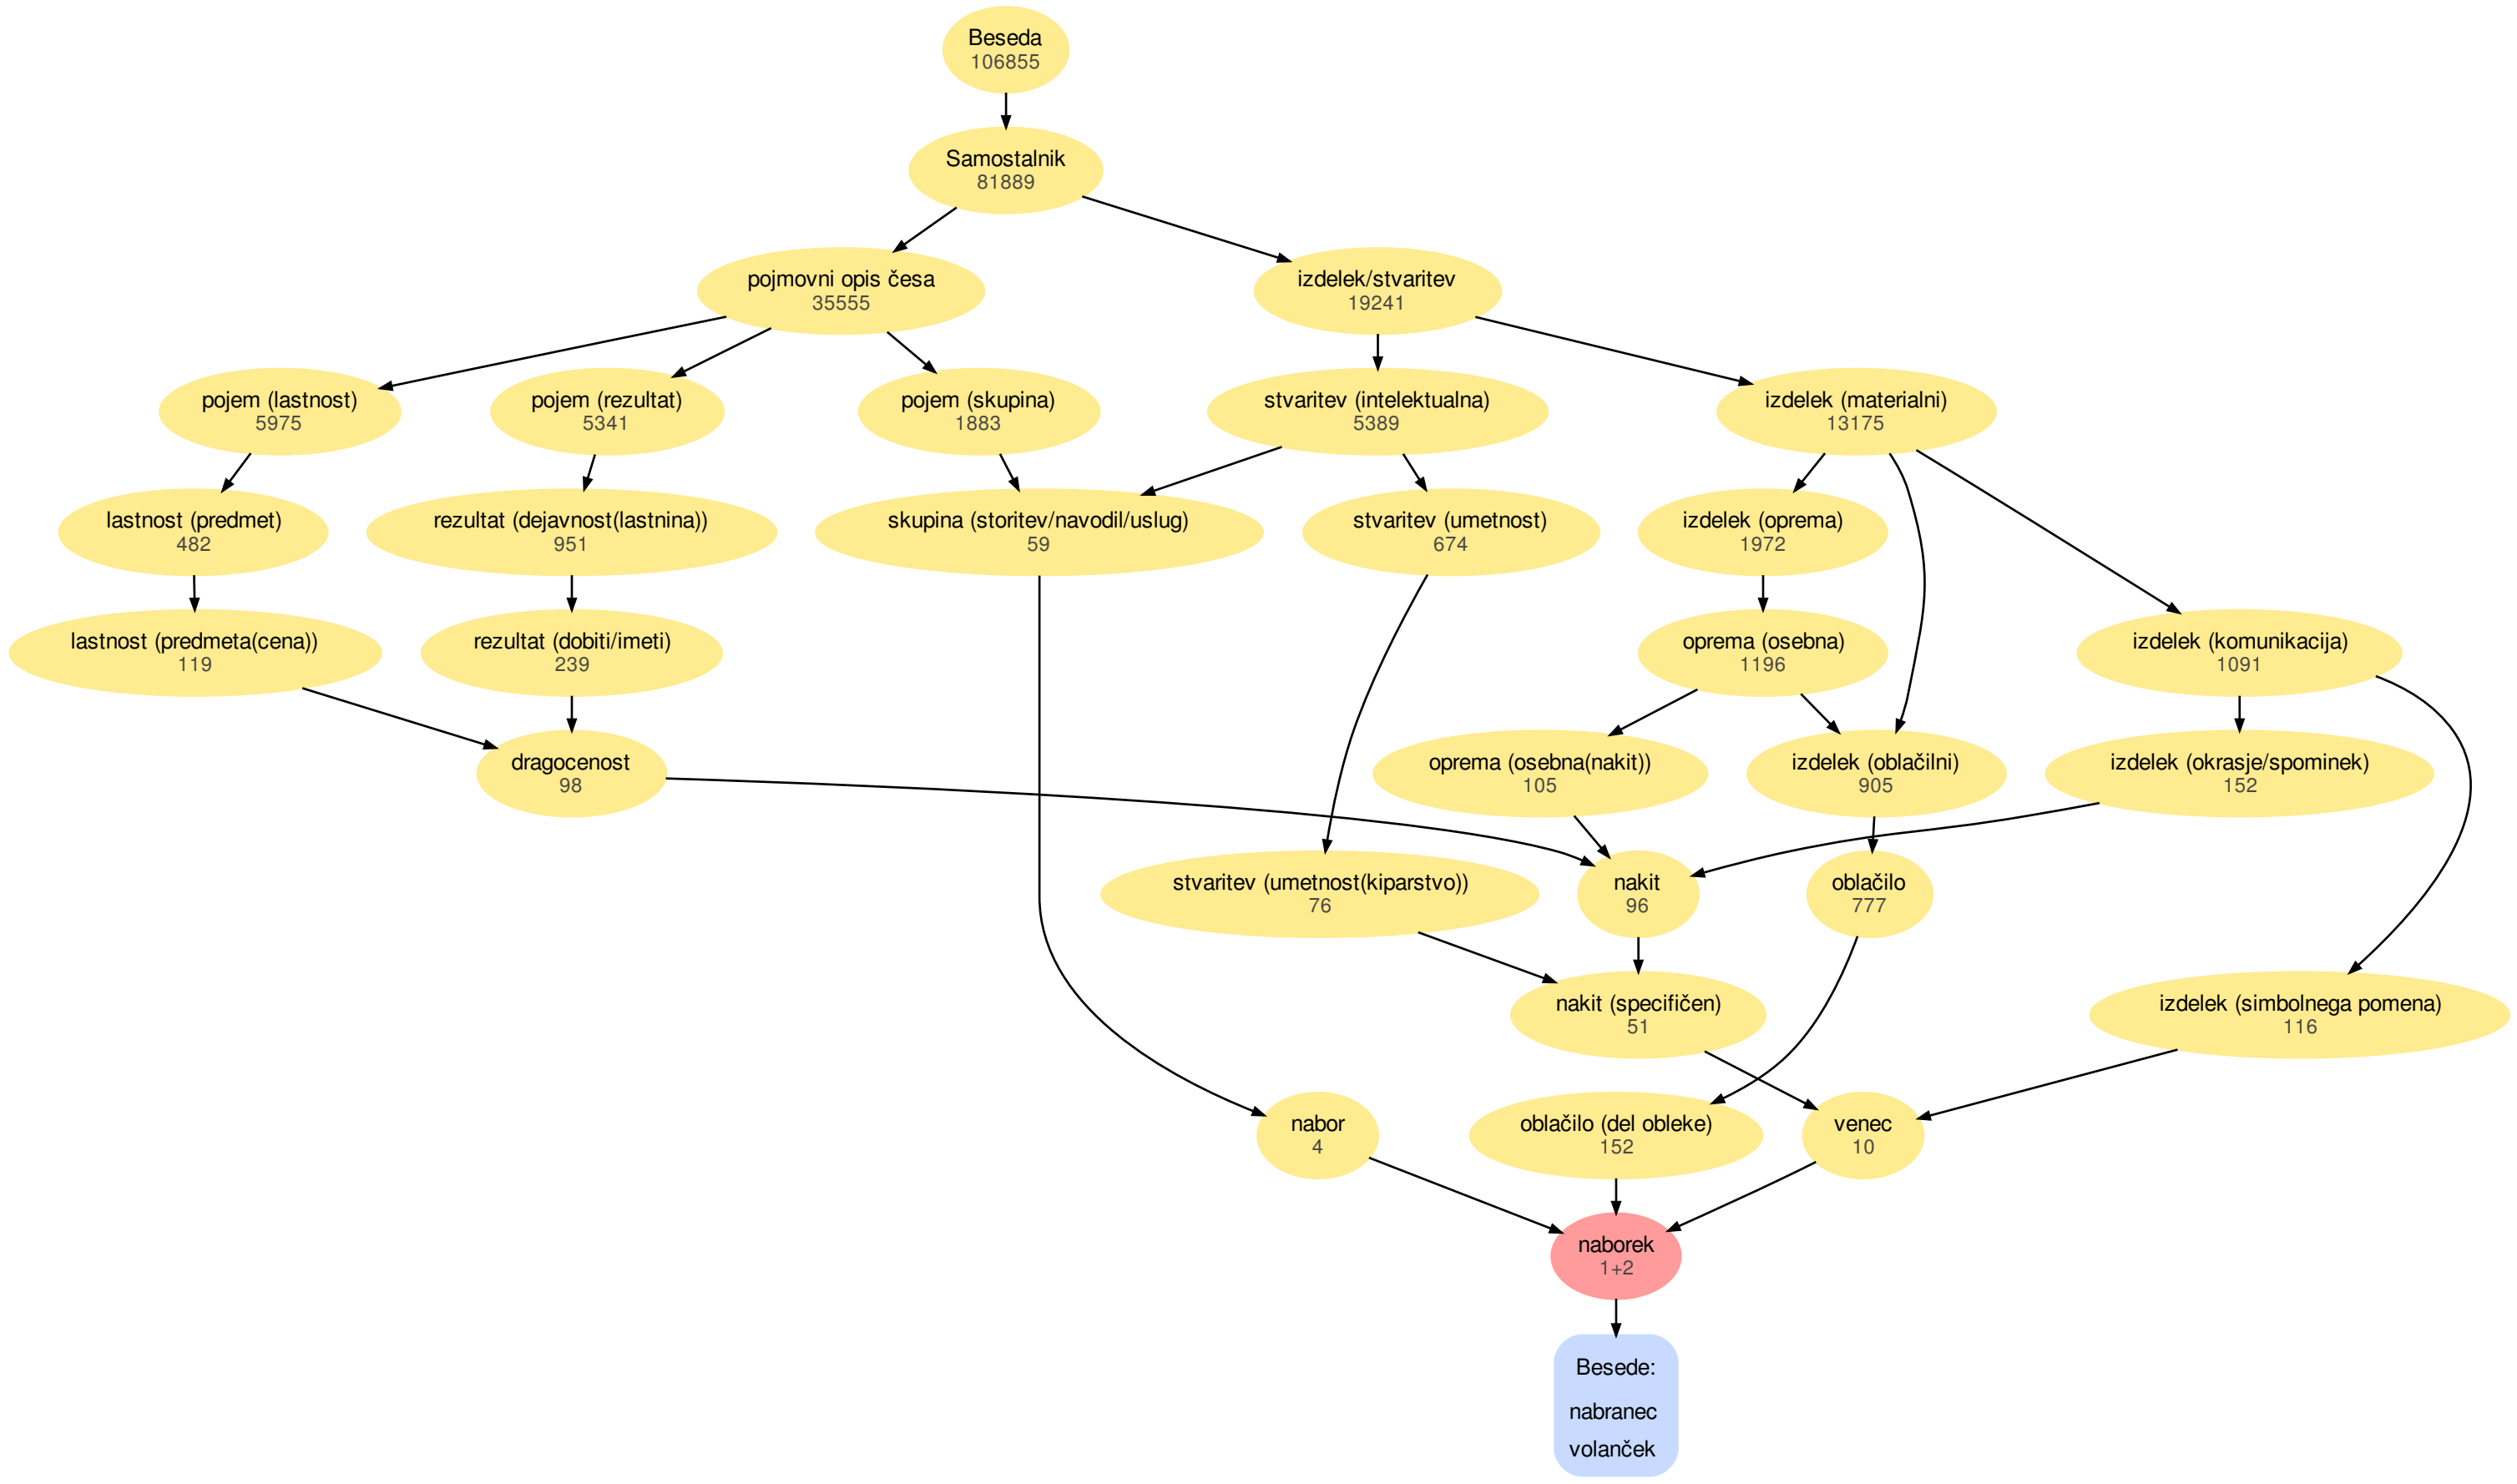 Beseda
106855
Samostalnik
81889
pojmovni opis česa
35555
izdelek/stvaritev
19241
pojem (lastnost)
5975
pojem (rezultat)
5341
pojem (skupina)
1883
stvaritev (intelektualna)
5389
izdelek (materialni)
13175
lastnost (predmet)
482
rezultat (dejavnost(lastnina))
951
skupina (storitev/navodil/uslug)
59
stvaritev (umetnost)
674
izdelek (oprema)
1972
lastnost (predmeta(cena))
119
rezultat (dobiti/imeti)
239
oprema (osebna)
1196
izdelek (komunikacija)
1091
dragocenost
98
oprema (osebna(nakit))
105
izdelek (oblačilni)
905
izdelek (okrasje/spominek)
152
stvaritev (umetnost(kiparstvo))
76
nakit
96
oblačilo
777
nakit (specifičen)
51
izdelek (simbolnega pomena)
116
nabor
4
oblačilo (del obleke)
152
venec
10
naborek
1+2
Besede:
nabranec
volanček